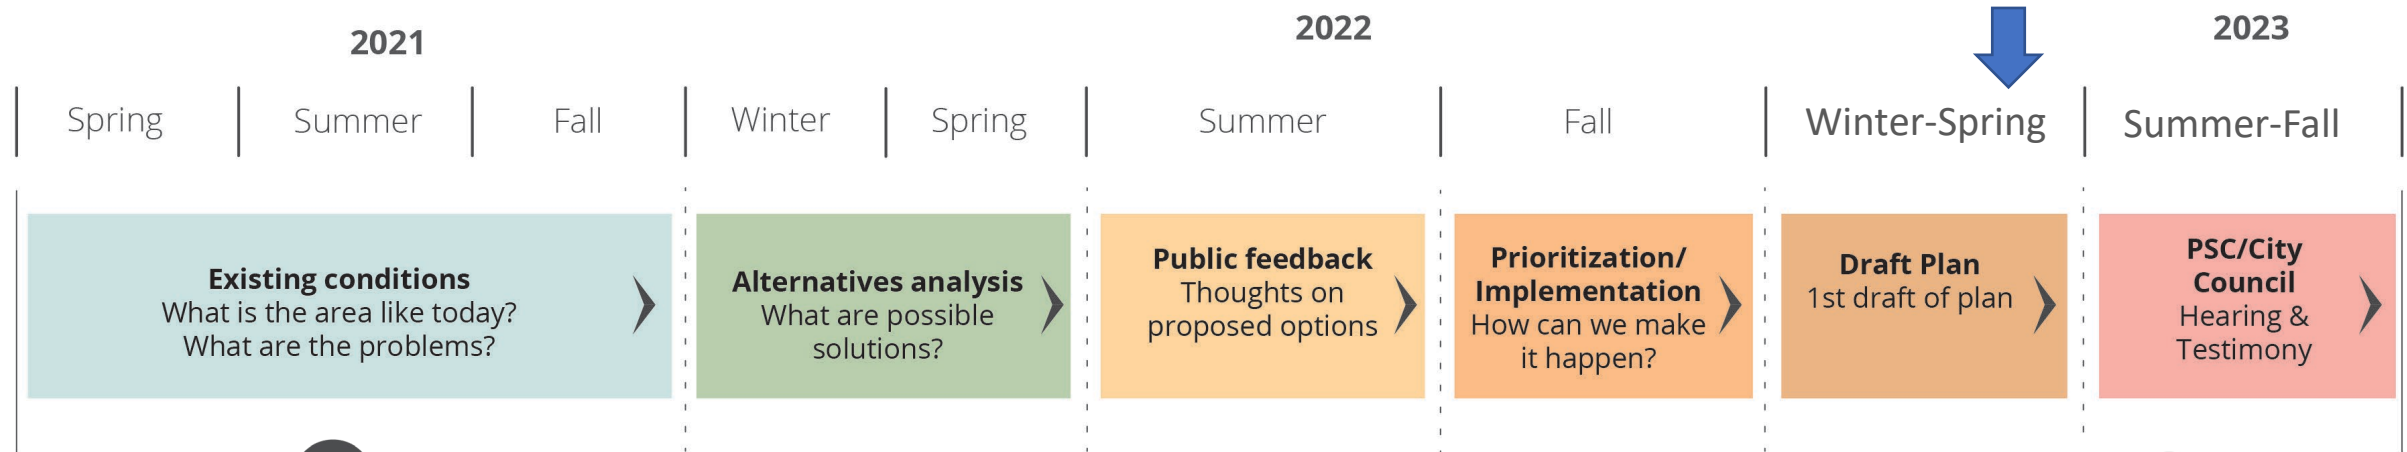 2021
2022
2023
Spring
Summer
Fall
Winter
Spring
Summer
Fall
Winter-Spring
Summer-Fall
Existing conditions
What is the area like today?
What are the problems?
Alternatives analysis
What are possible
solutions?
Public feedback
Thoughts on
proposed options
Prioritization/
Implementation
How can we make
it happen?
Draft Plan
1st draft of plan
PSC/City
Council
Hearing &
Testimony